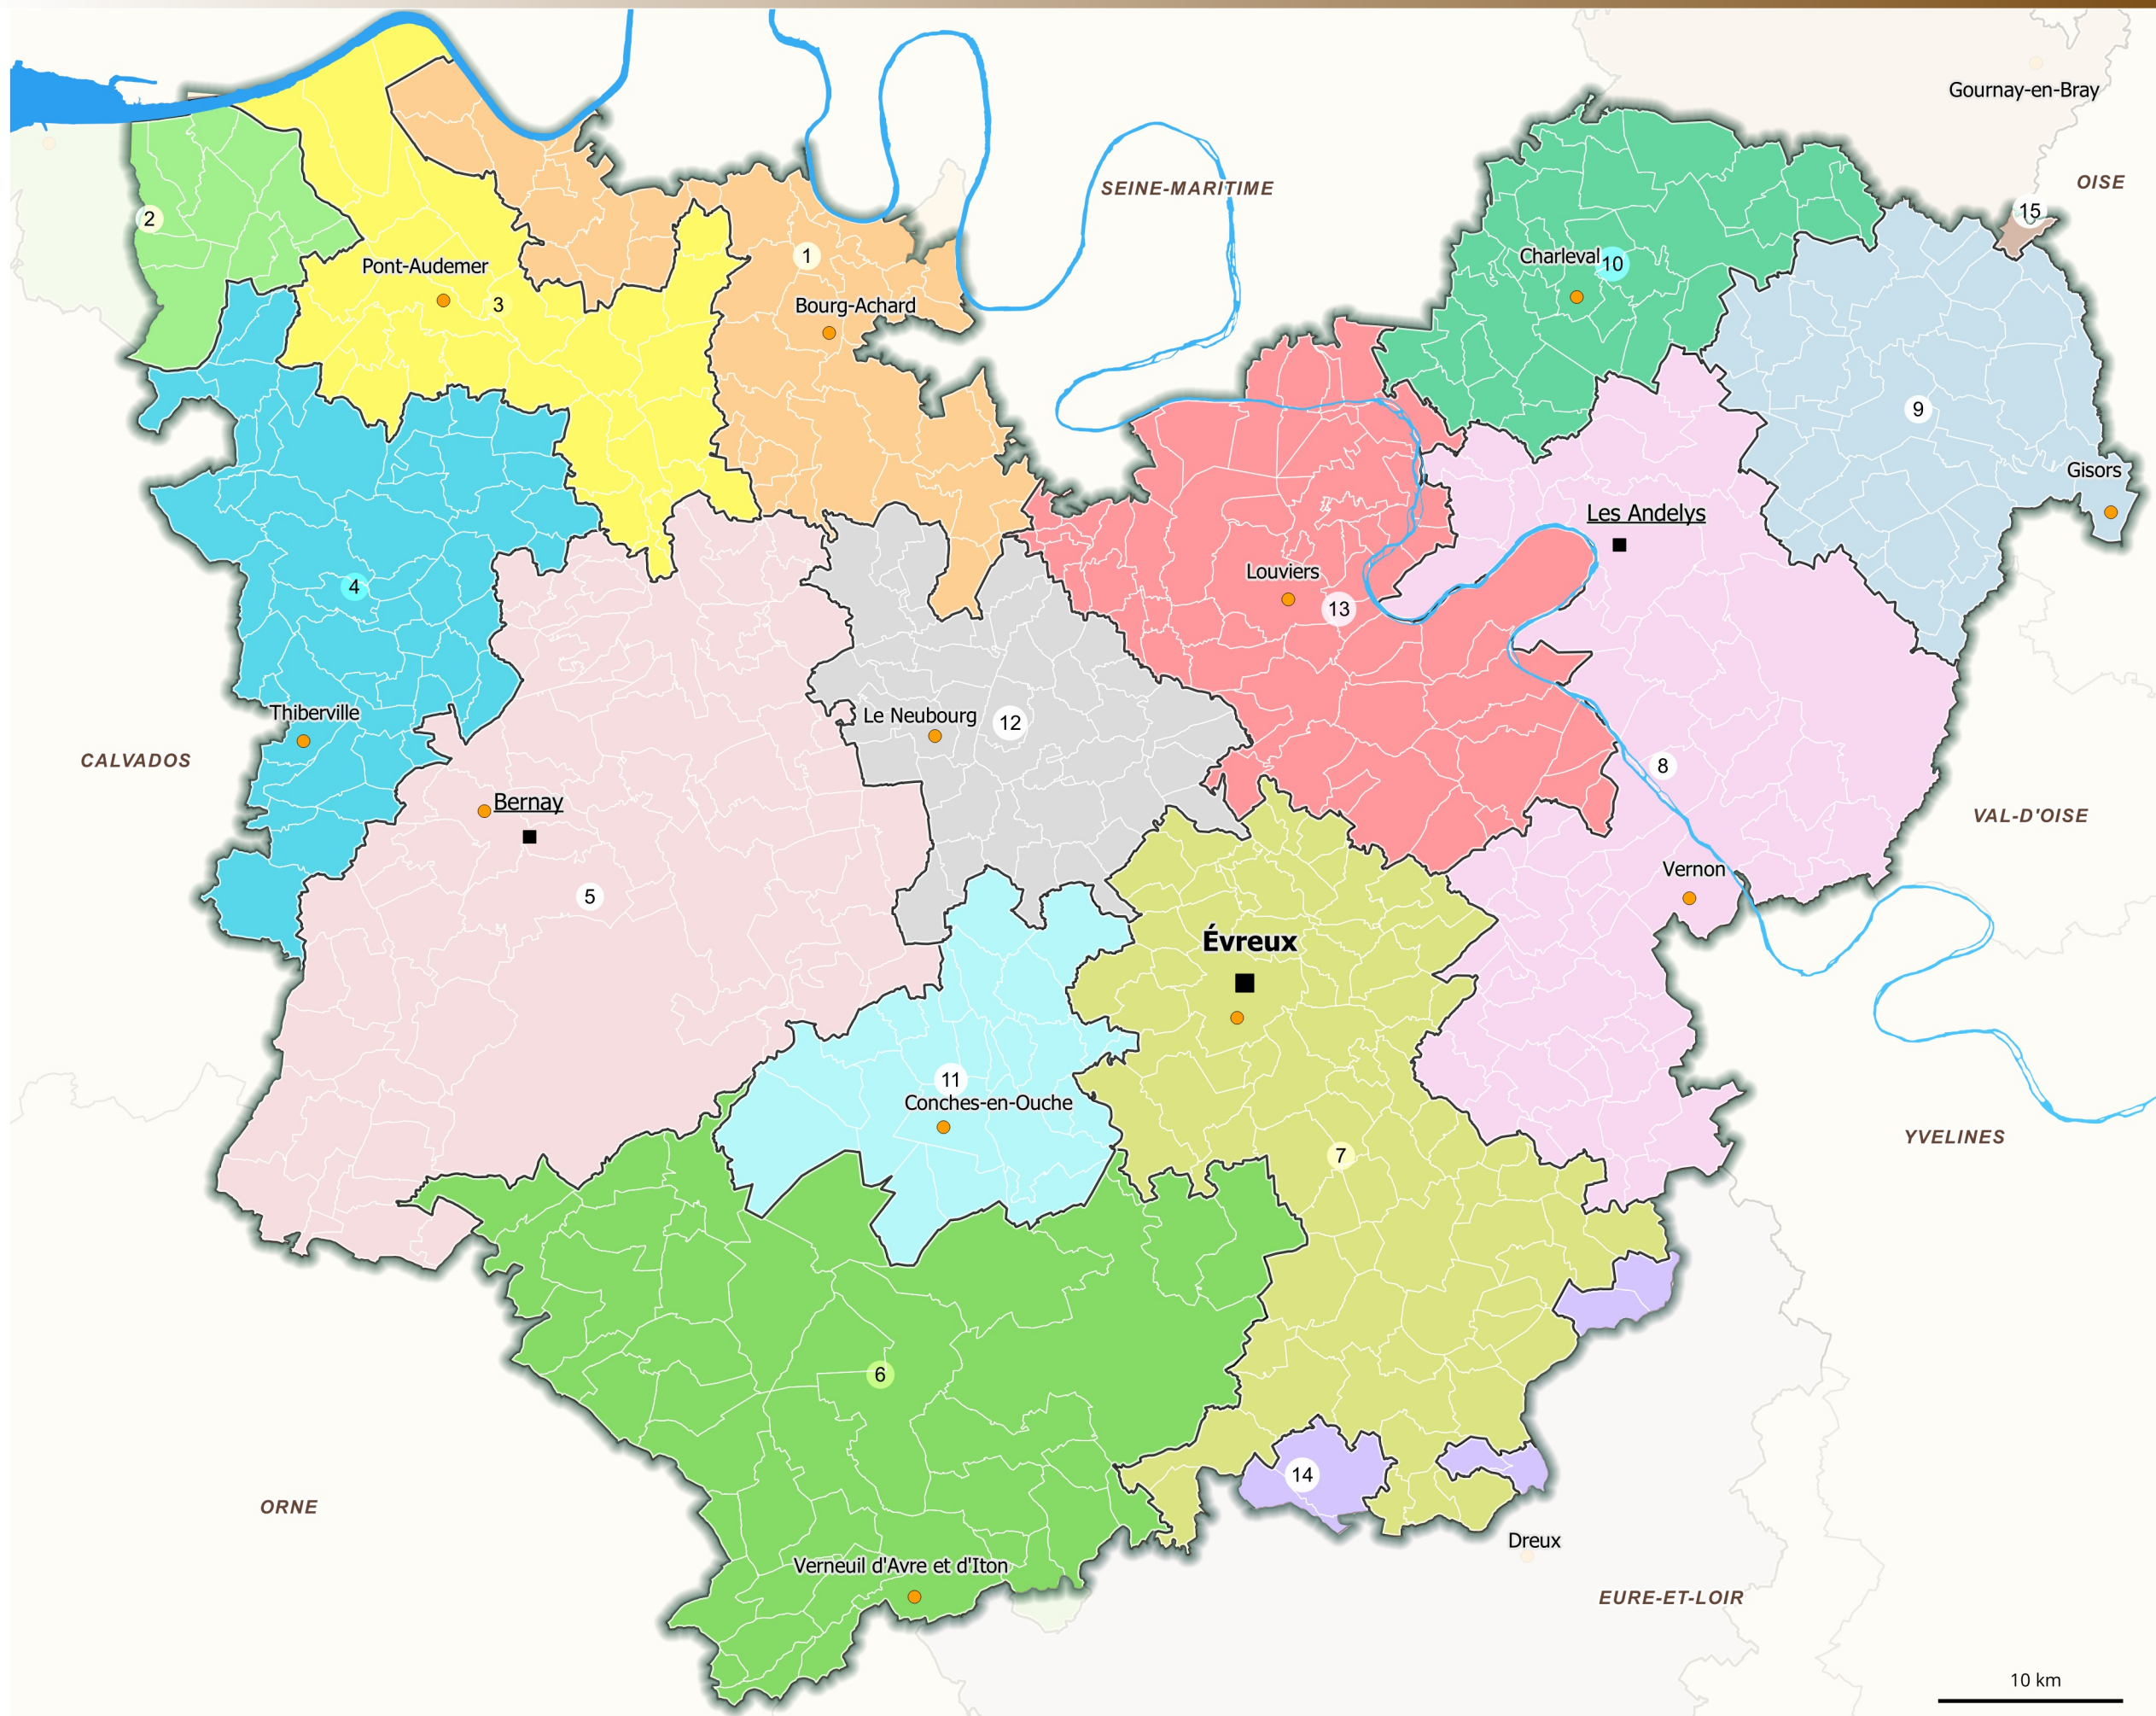 Gournay-en-Bray
OISE
SEINE-MARITIME
15
2
1
Charleval
10
Pont-Audemer
3
Bourg-Achard
9
Gisors
Les Andelys
4
Louviers
13
Thiberville
Le Neubourg
12
CALVADOS
8
Bernay
VAL-D'OISE
Vernon
5
Évreux
11
Conches-en-Ouche
YVELINES
7
6
14
ORNE
Dreux
Verneuil d'Avre et d'Iton
EURE-ET-LOIR
10 km